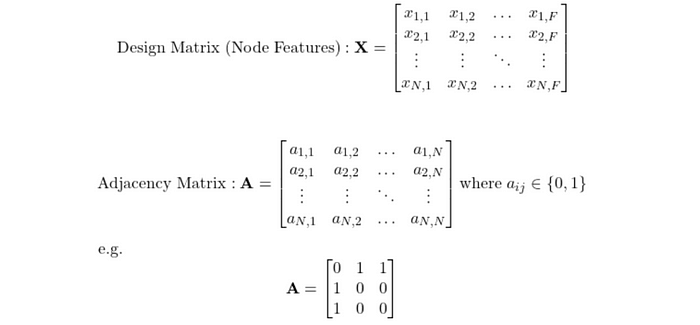 x_{1,1} x_{1,2} … x_{1,F}
x_{2,1} x_{2,2} … x_{2,F}
Design Matrix (Node Features) : X =
⋮ ⋮ ⋱ ⋮
x_{N,1} x_{N,2} … x_{N,F}
a_{1,1} a_{1,2} … a_{1,N}
a_{2,1} a_{2,2} … a_{2,N}
Adjacency Matrix : A = where a_{ij} ∈ {0, 1}
⋮ ⋮ ⋱ ⋮
a_{N,1} a_{N,2} … a_{N,N}
e.g.
0 1 1
A = 1 0 0
1 0 0